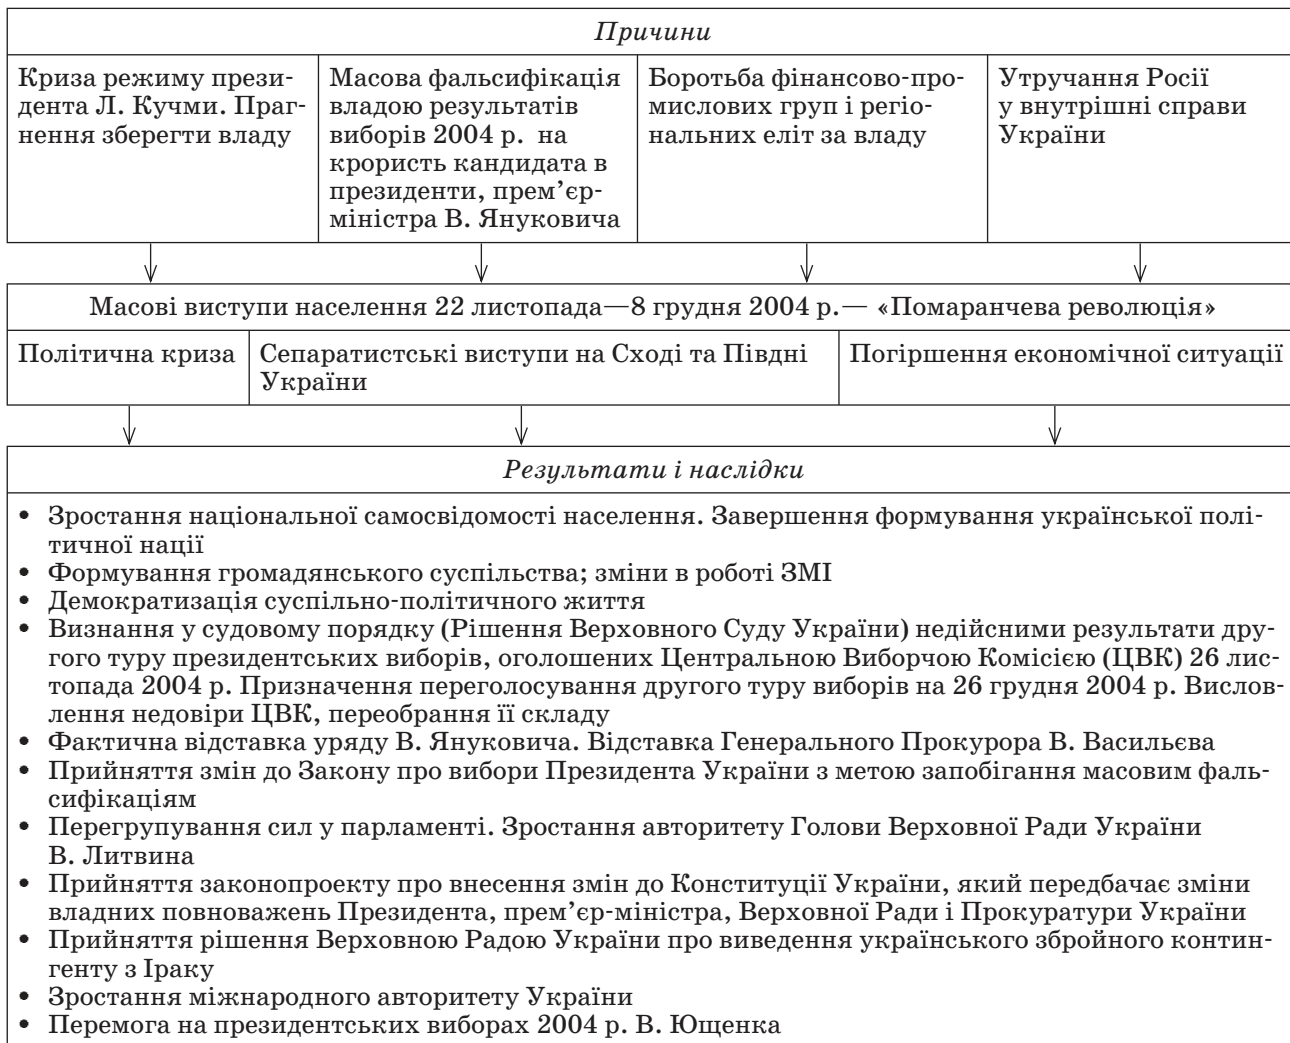 Причини
Криза режиму прези-
дента Л. Кучми. Праг-
нення зберегти владу
Масова фальсифікація
владою результатів
виборів 2004 р. на
крористь кандидата в
президенти, прем’єр-
міністра В. Януковича
Боротьба фінансово-про-
мислових груп і регіо-
нальних еліт за владу
Утручання Росії
у внутрішні справи
України
Масові виступи населення 22 листопада—8 грудня 2004 р.— «Помаранчева революція»
Політична криза
Сепаратистські виступи на Сході та Півдні
України
Погіршення економічної ситуації
Результати і наслідки
• Зростання національної самосвідомості населення. Завершення формування української полі-
тичної нації
• Формування громадянського суспільства; зміни в роботі ЗМІ
• Демократизація суспільно-політичного життя
• Визнання у судовому порядку (Рішення Верховного Суду України) недійсними результати дру-
гого туру президентських виборів, оголошених Центральною Виборчою Комісією (ЦВК) 26 лис-
топада 2004 р. Призначення переголосування другого туру виборів на 26 грудня 2004 р. Вислов-
лення недовіри ЦВК, переобрання її складу
• Фактична відставка уряду В. Януковича. Відставка Генерального Прокурора В. Васильєва
• Прийняття змін до Закону про вибори Президента України з метою запобігання масовим фаль-
сифікаціям
• Перегрупування сил у парламенті. Зростання авторитету Голови Верховної Ради України
В. Литвина
• Прийняття законопроекту про внесення змін до Конституції України, який передбачає зміни
владних повноважень Президента, прем’єр-міністра, Верховної Ради і Прокуратури України
• Прийняття рішення Верховною Радою України про виведення українського збройного контин-
генту з Іраку
• Зростання міжнародного авторитету України
• Перемога на президентських виборах 2004 р. В. Ющенка